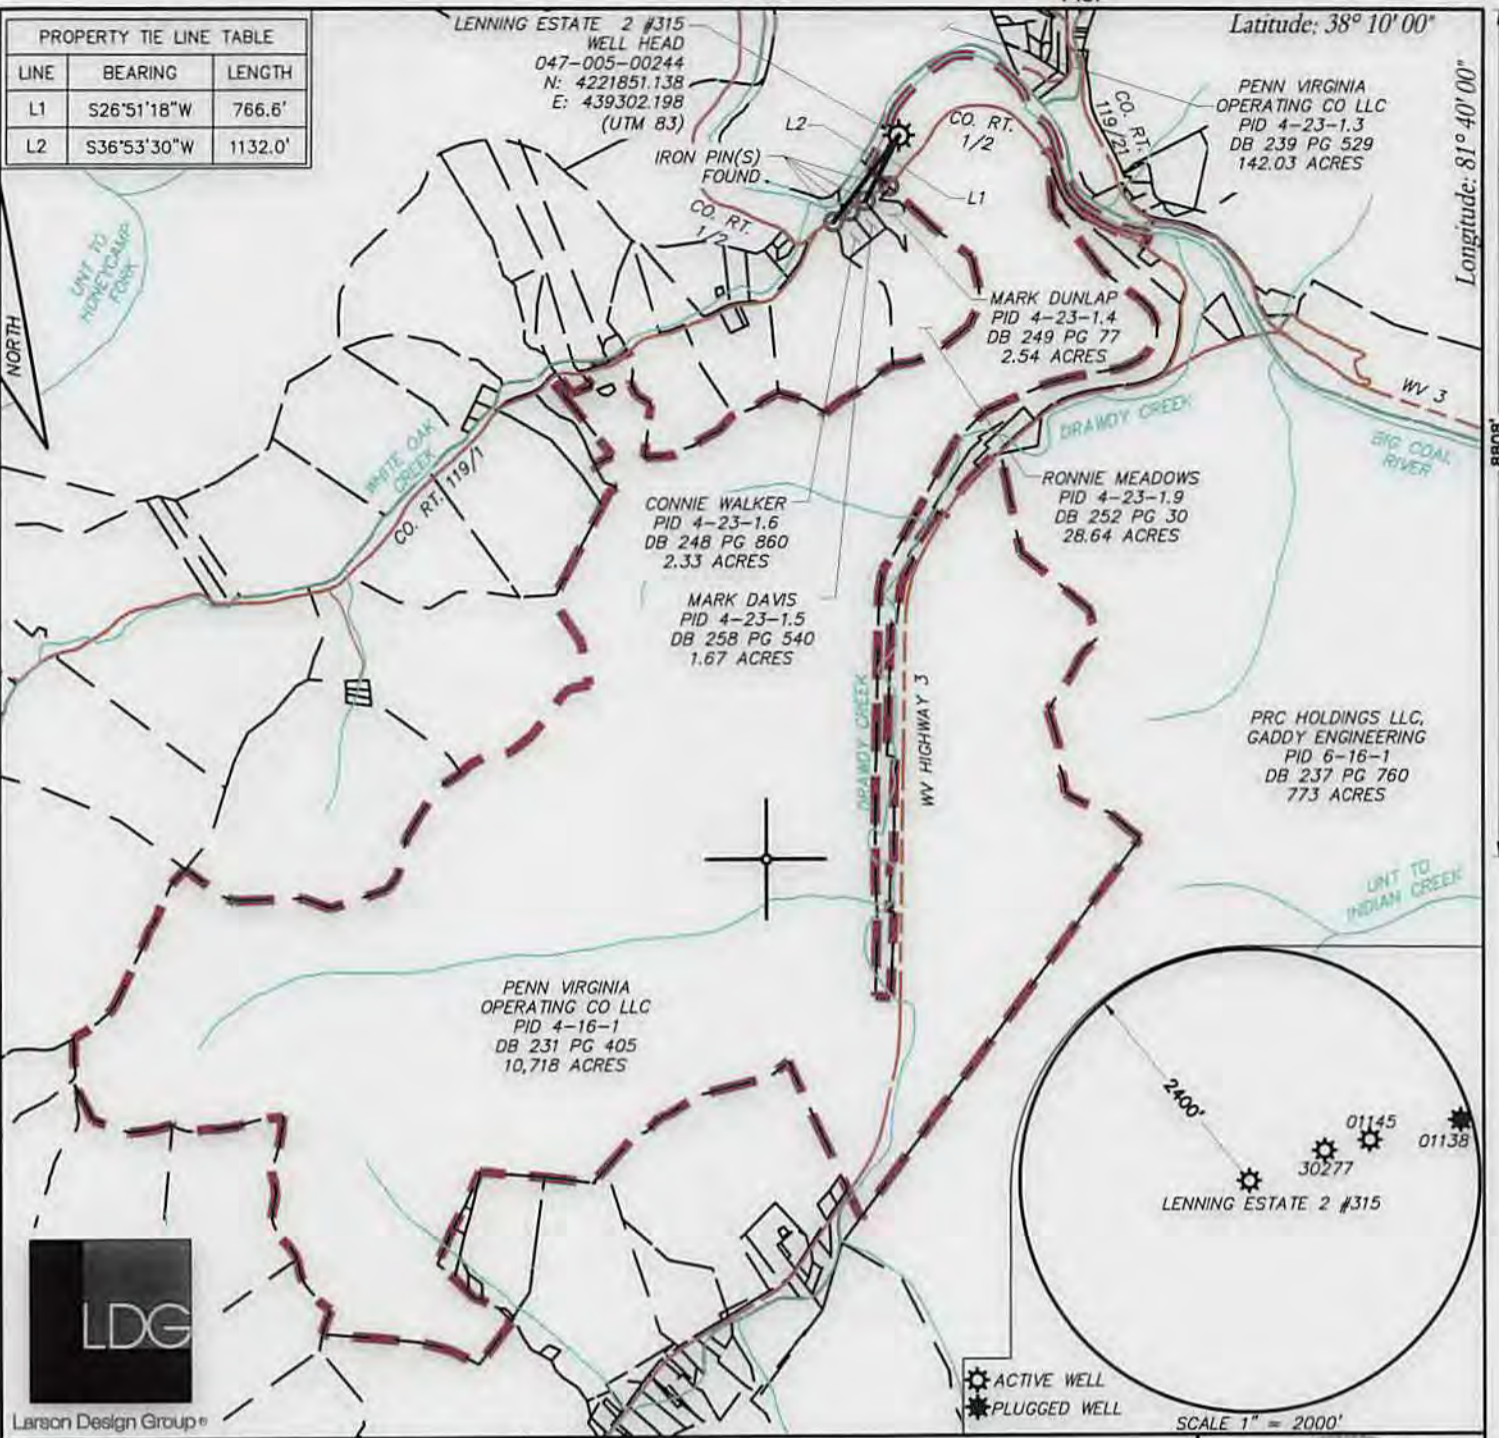 PROPERTY TIE LINE TABLE
LINE BEARING LENGTH
L1 S26°51'18"W 766.6'
L2 S36°53'30"W 1132.0'
LENNING ESTATE 2 #315
WELL HEAD
047-005-00244
N: 4221851.138
E: 439302.198
(UTM 83)
Latitude: 38° 10' 00"
Longitude: 81° 40' 00"
PENN VIRGINIA
OPERATING CO LLC
PID 4-23-1.3
DB 239 PG 529
142.03 ACRES
CO. RT.
119/21
CO. RT.
1/2
L2
L1
IRON PIN(S)
FOUND
CO. RT.
1/2
UNT TO
HONEYCAMP
FORK
NORTH
MARK DUNLAP
PID 4-23-1.4
DB 249 PG 77
2.54 ACRES
WV 3
8808'
DRAWDY CREEK
BIG COAL
RIVER
WHITE OAK
CREEK
CO. RT. 119/1
RONNIE MEADOWS
PID 4-23-1.9
DB 252 PG 30
28.64 ACRES
CONNIE WALKER
PID 4-23-1.6
DB 248 PG 860
2.33 ACRES
MARK DAVIS
PID 4-23-1.5
DB 258 PG 540
1.67 ACRES
DRAWDY CREEK
WV HIGHWAY 3
PRC HOLDINGS LLC,
GADDY ENGINEERING
PID 6-16-1
DB 237 PG 760
773 ACRES
UNT TO
INDIAN CREEK
PENN VIRGINIA
OPERATING CO LLC
PID 4-16-1
DB 231 PG 405
10,718 ACRES
2400'
01145
01138
30277
LENNING ESTATE 2 #315
LDG
Larson Design Group®
ACTIVE WELL
PLUGGED WELL
SCALE 1" = 2000'